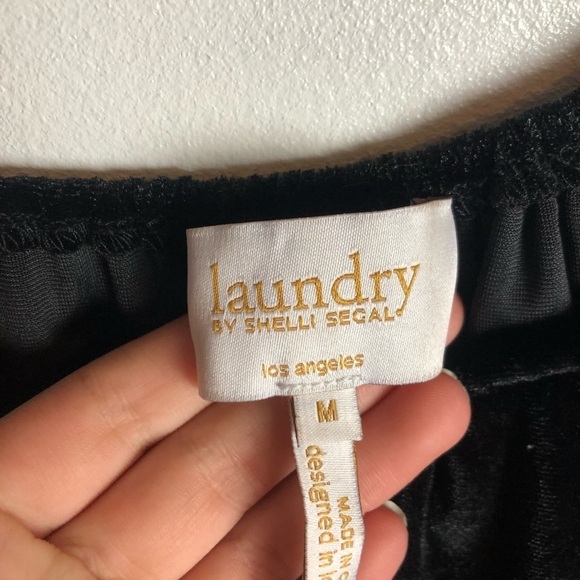 laundry
BY SHELLI SEGAL
los angeles
M
designed in
MADE IN